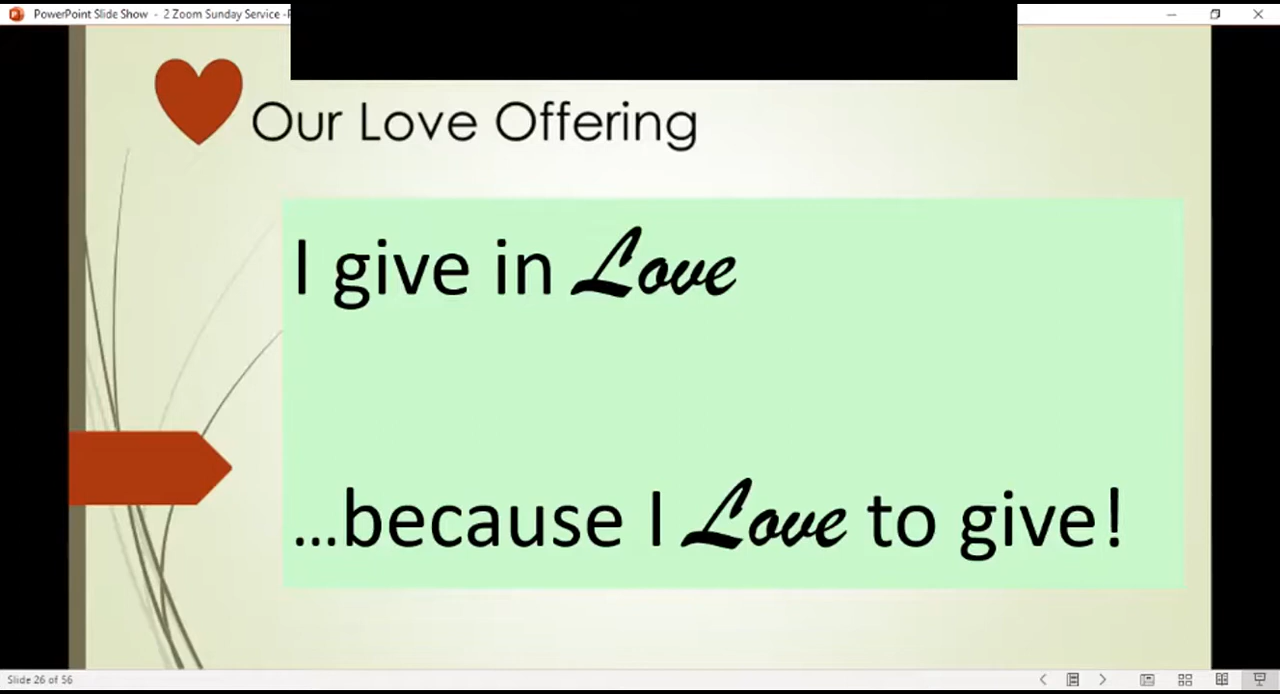 PowerPoint Slide Show - 2 Zoom Sunday Service -
Our Love Offering
I give in Love
...because I Love to give!
Slide 26 of 56